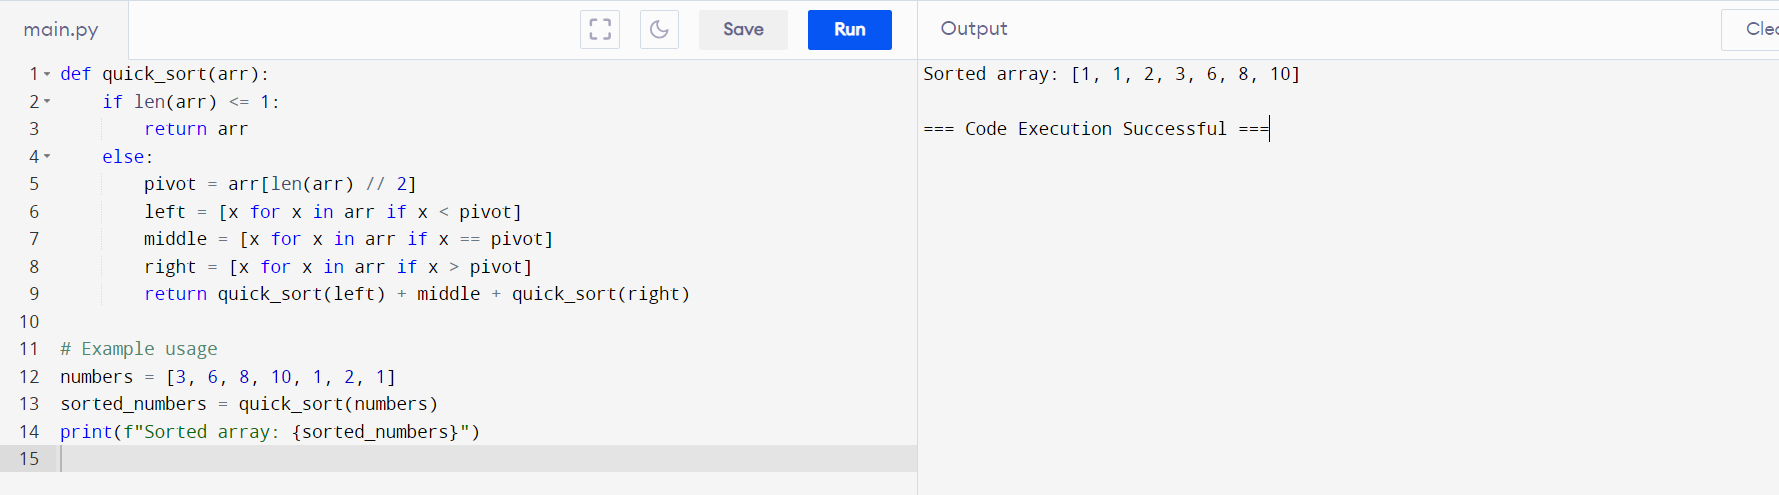 main.py
Save
Run
Output
1 def quick_sort(arr):
2     if len(arr) <= 1:
3         return arr
4     else:
5         pivot = arr[len(arr) // 2]
6         left = [x for x in arr if x < pivot]
7         middle = [x for x in arr if x == pivot]
8         right = [x for x in arr if x > pivot]
9         return quick_sort(left) + middle + quick_sort(right)
10
11 # Example usage
12 numbers = [3, 6, 8, 10, 1, 2, 1]
13 sorted_numbers = quick_sort(numbers)
14 print(f"Sorted array: {sorted_numbers}")
15
Sorted array: [1, 1, 2, 3, 6, 8, 10]
=== Code Execution Successful ===